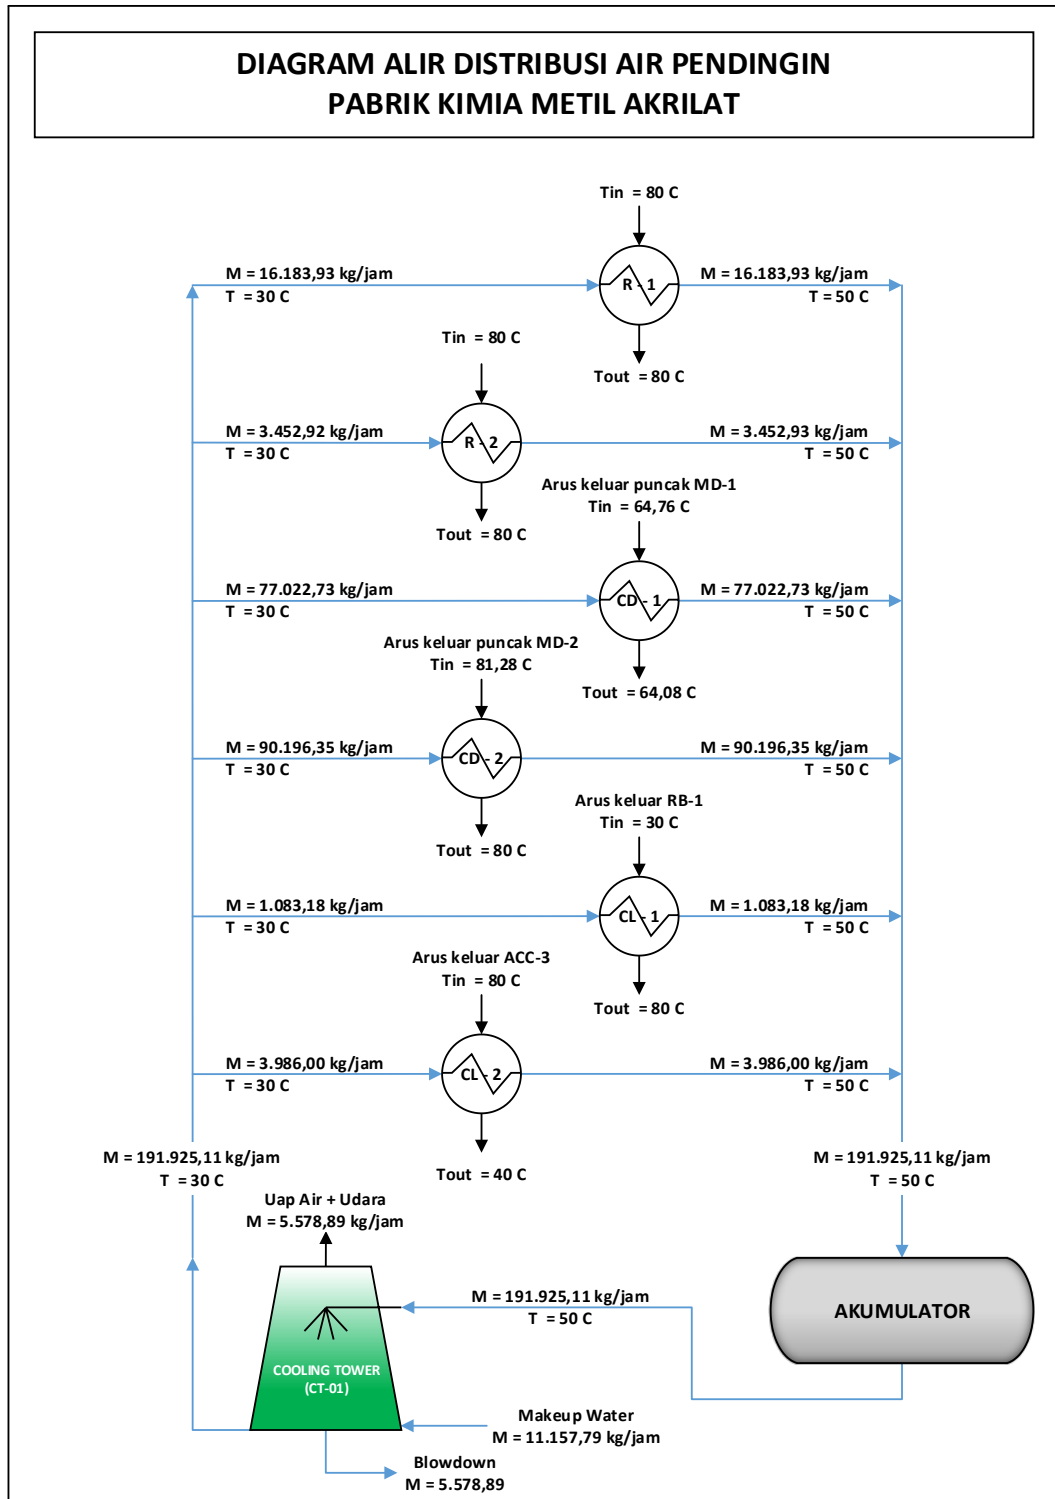 DIAGRAM ALIR DISTRIBUSI AIR PENDINGIN
PABRIK KIMIA METIL AKRILAT
Tin = 80 C
M = 16.183,93 kg/jam
T = 30 C
R - 1
M = 16.183,93 kg/jam
T = 50 C
Tout = 80 C
Tin = 80 C
M = 3.452,92 kg/jam
T = 30 C
R - 2
M = 3.452,93 kg/jam
T = 50 C
Tout = 80 C
Arus keluar puncak MD-1
Tin = 64,76 C
M = 77.022,73 kg/jam
T = 30 C
CD - 1
M = 77.022,73 kg/jam
T = 50 C
Tout = 64,08 C
Arus keluar puncak MD-2
Tin = 81,28 C
M = 90.196,35 kg/jam
T = 30 C
CD - 2
M = 90.196,35 kg/jam
T = 50 C
Tout = 80 C
Arus keluar RB-1
Tin = 30 C
M = 1.083,18 kg/jam
T = 30 C
CL - 1
M = 1.083,18 kg/jam
T = 50 C
Tout = 80 C
Arus keluar ACC-3
Tin = 80 C
M = 3.986,00 kg/jam
T = 30 C
CL - 2
M = 3.986,00 kg/jam
T = 50 C
Tout = 40 C
M = 191.925,11 kg/jam
T = 30 C
M = 191.925,11 kg/jam
T = 50 C
Uap Air + Udara
M = 5.578,89 kg/jam
M = 191.925,11 kg/jam
T = 50 C
AKUMULATOR
COOLING TOWER
(CT-01)
Makeup Water
M = 11.157,79 kg/jam
Blowdown
M = 5.578,89